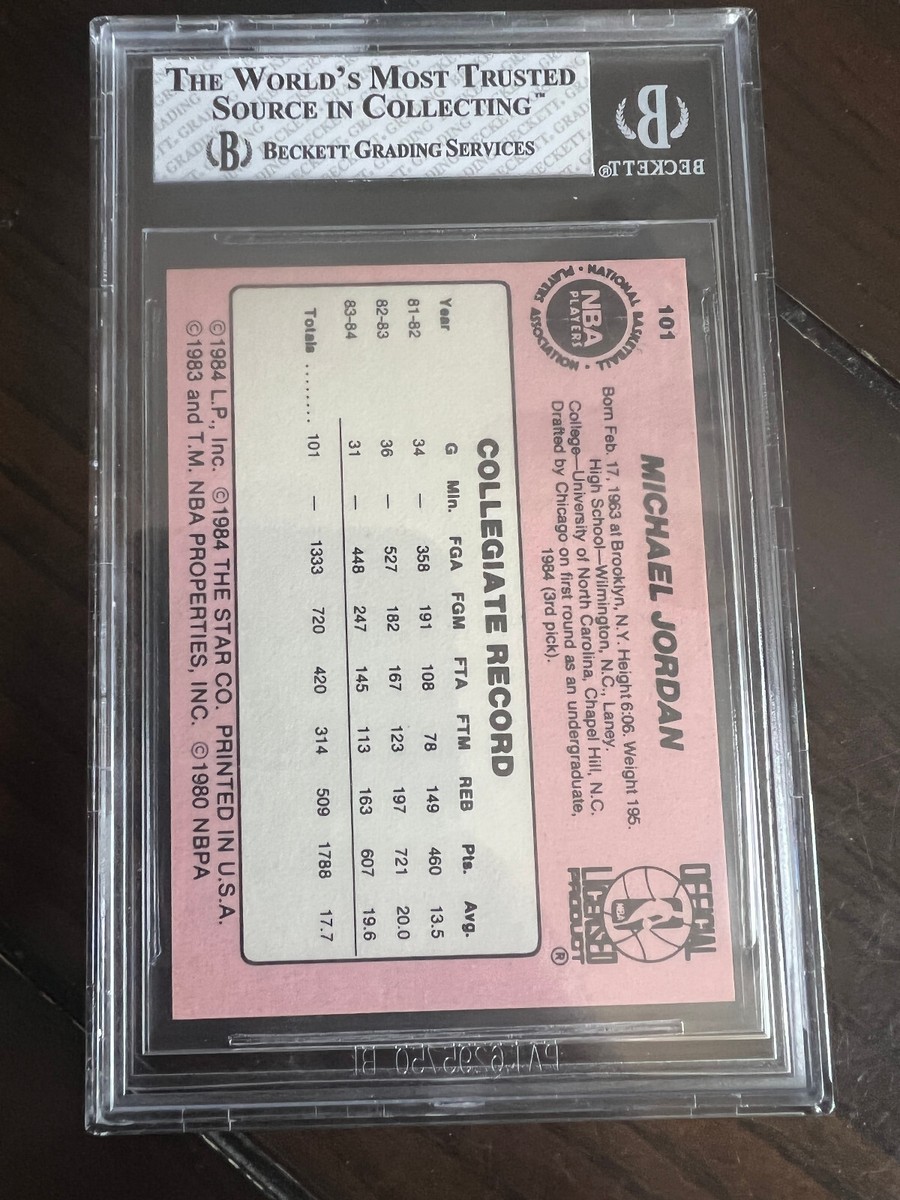 THE WORLD'S MOST TRUSTED
SOURCE IN COLLECTING™
B BECKETT GRADING SERVICES
B
BECKETT®
101
NATIONAL BASKETBALL
NBA
PLAYERS
PLAYERS ASSOCIATION
MICHAEL JORDAN
Born Feb. 17, 1963 at Brooklyn, N.Y. Height 6:06. Weight 195.
High School—Wilmington, N.C., Laney.
College—University of North Carolina, Chapel Hill, N.C.
Drafted by Chicago on first round as an undergraduate,
1984 (3rd pick).
OFFICIAL
NBA
LICENSED
PRODUCT
®
COLLEGIATE RECORD
Year G Min. FGA FGM FTA FTM REB Pts. Avg.
81-82 34 — 358 191 108 78 149 460 13.5
82-83 36 — 527 182 167 123 197 721 20.0
83-84 31 — 448 247 145 113 163 607 19.6
Totals ........ 101 — 1333 720 420 314 509 1788 17.7
©1984 L.P., Inc. ©1984 THE STAR CO. PRINTED IN U.S.A.
©1983 and T.M. NBA PROPERTIES, INC. ©1980 NBPA